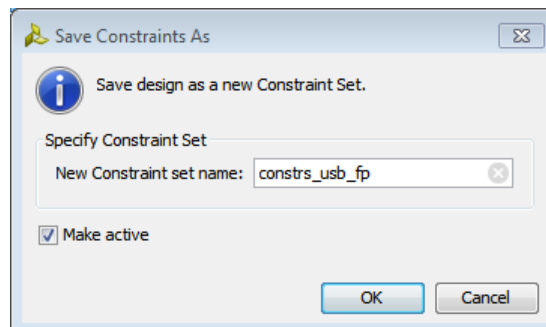 Save Constraints As
Save design as a new Constraint Set.
Specify Constraint Set
New Constraint set name: constrs_usb_fp
Make active
OK Cancel